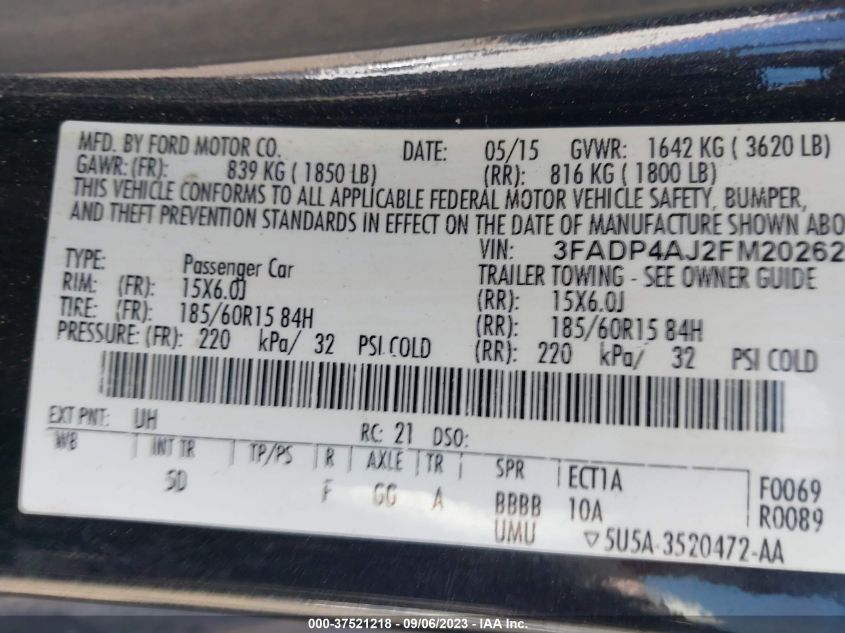 MFD. BY FORD MOTOR CO. DATE: 05/15 GVWR: 1642 KG ( 3620 LB)
GAWR: (FR): 839 KG ( 1850 LB) (RR): 816 KG ( 1800 LB)
THIS VEHICLE CONFORMS TO ALL APPLICABLE FEDERAL MOTOR VEHICLE SAFETY, BUMPER,
AND THEFT PREVENTION STANDARDS IN EFFECT ON THE DATE OF MANUFACTURE SHOWN ABO
VIN: 3FADP4AJ2FM20262
TYPE: Passenger Car TRAILER TOWING - SEE OWNER GUIDE
RIM: (FR): 15X6.0J (RR): 15X6.0J
TIRE: (FR): 185/60R15 84H (RR): 185/60R15 84H
PRESSURE: (FR): 220 kPa/ 32 PSI COLD (RR): 220 kPa/ 32 PSI COLD
EXT PNT: UH RC: 21 DSO:
WB INT TR TP/PS R AXLE TR SPR ECT1A F0069
5D F GG A BBBB 10A R0089
UMU ▽5U5A-3520472-AA
000-37521218 - 09/06/2023 - IAA Inc.